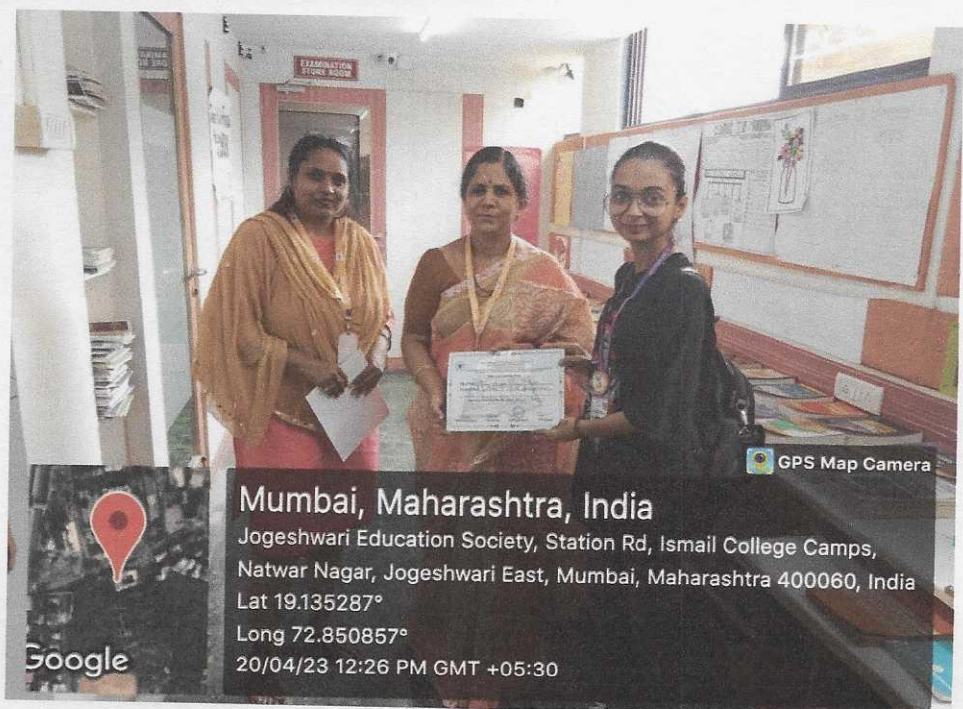 EXAMINATION
STORE ROOM
GPS Map Camera
Mumbai, Maharashtra, India
Jogeshwari Education Society, Station Rd, Ismail College Camps,
Natwar Nagar, Jogeshwari East, Mumbai, Maharashtra 400060, India
Lat 19.135287°
Long 72.850857°
20/04/23 12:26 PM GMT +05:30
Google